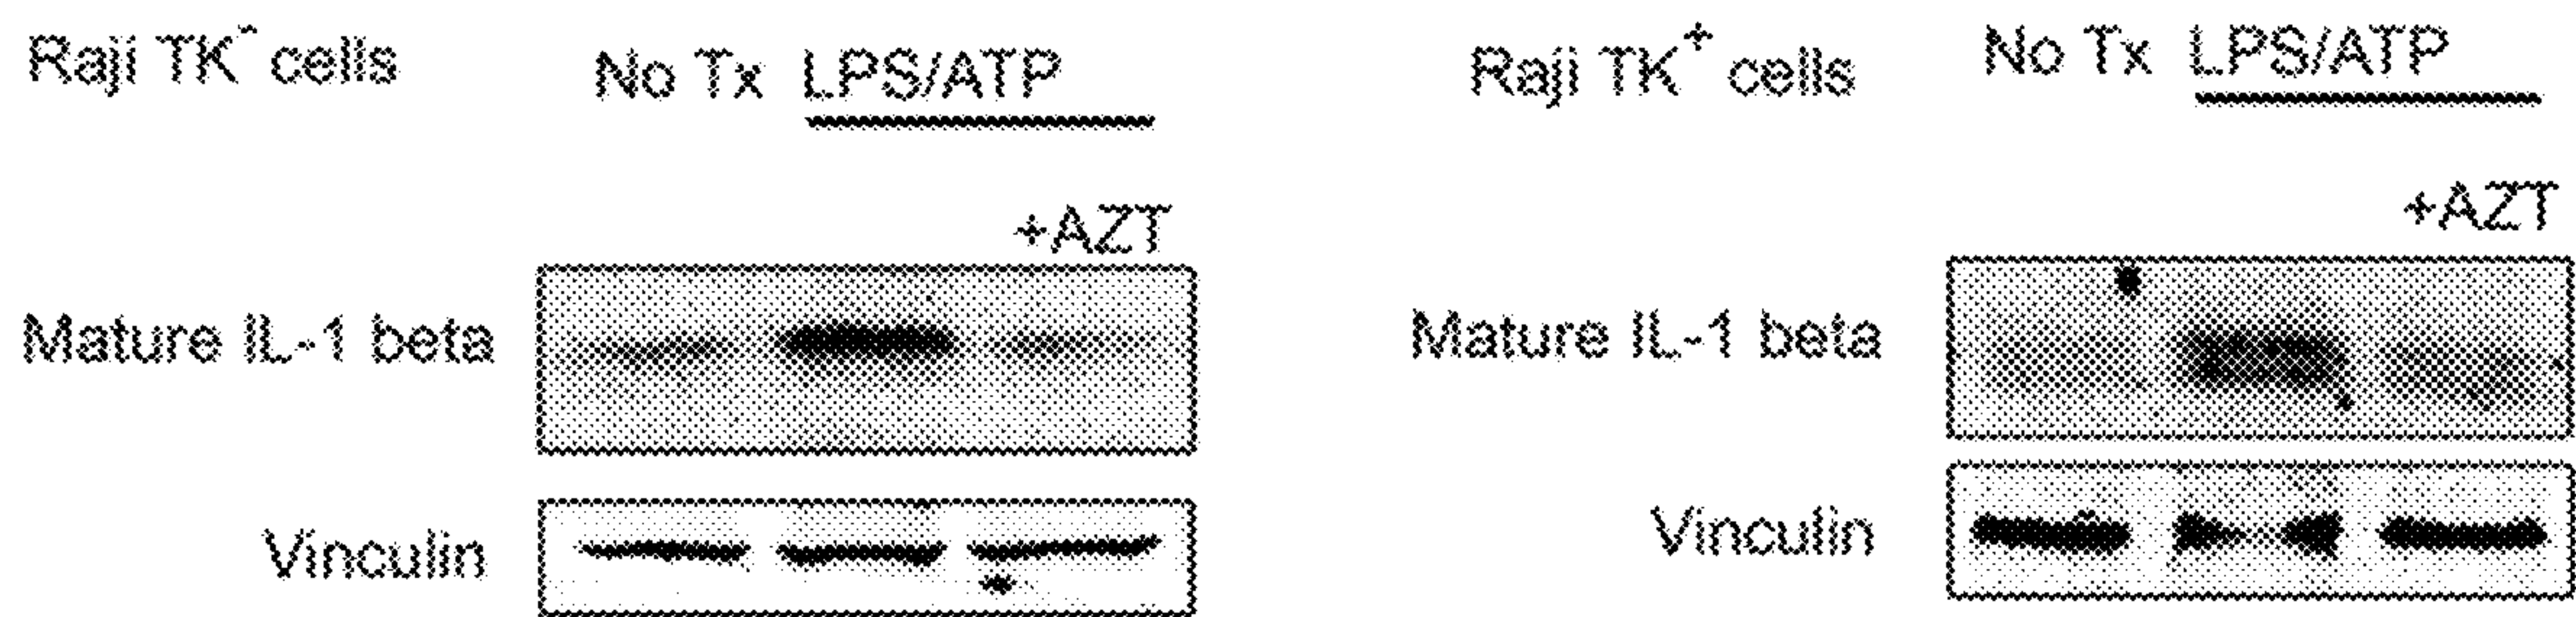 Raji TK⁻ cells
No Tx LPS/ATP
+AZT
Mature IL-1 beta
Vinculin
Raji TK⁺ cells
No Tx LPS/ATP
+AZT
Mature IL-1 beta
Vinculin